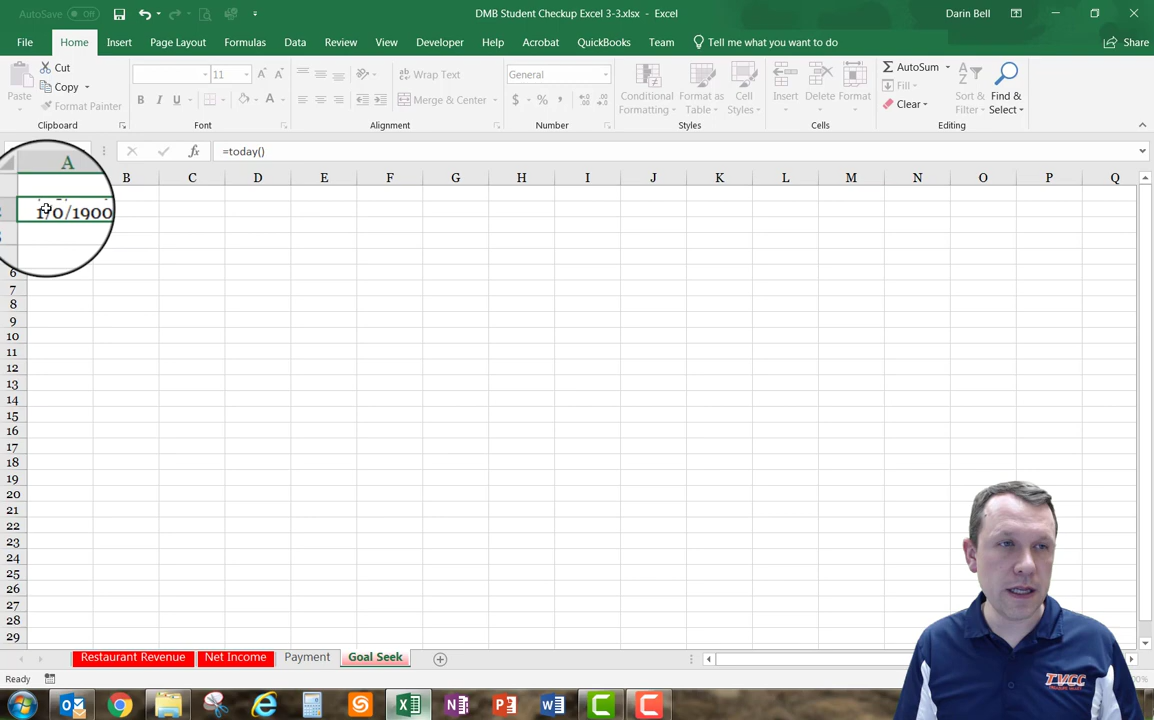 AutoSave Off
DMB Student Checkup Excel 3-3.xlsx - Excel
Darin Bell
File Home Insert Page Layout Formulas Data Review View Developer Help Acrobat QuickBooks Team Tell me what you want to do Share
Paste
Cut
Copy
Format Painter
11
B I U
Wrap Text
Merge & Center
General
$ % ,
Conditional Formatting
Format as Table
Cell Styles
Insert Delete Format
AutoSum
Fill
Clear
Sort & Filter
Find & Select
Clipboard Font Alignment Number Styles Cells Editing
fx =today()
A B C D E F G H I J K L M N O P Q
1/0/1900
6
7
8
9
10
11
12
13
14
15
16
17
18
19
20
21
22
23
24
25
26
27
28
29
Restaurant Revenue Net Income Payment Goal Seek
Ready
TVCC